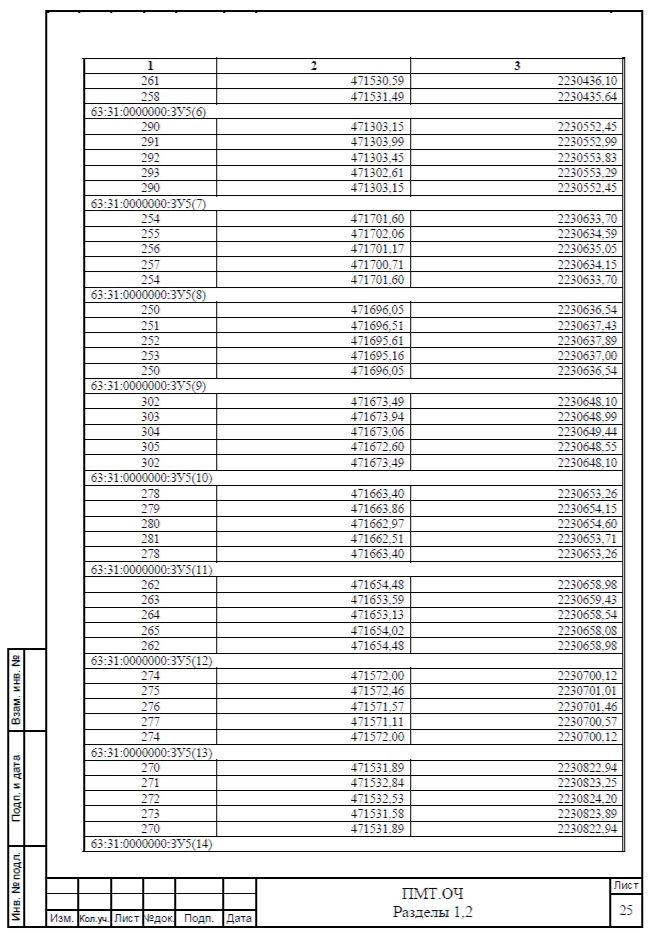 1 2 3
261 471530,59 2230436,10
258 471531,49 2230435,64
63:31:0000000:ЗУ5(6)
290 471303,15 2230552,45
291 471303,99 2230552,99
292 471303,45 2230553,83
293 471302,61 2230553,29
290 471303,15 2230552,45
63:31:0000000:ЗУ5(7)
254 471701,60 2230633,70
255 471702,06 2230634,59
256 471701,17 2230635,05
257 471700,71 2230634,15
254 471701,60 2230633,70
63:31:0000000:ЗУ5(8)
250 471696,05 2230636,54
251 471696,51 2230637,43
252 471695,61 2230637,89
253 471695,16 2230637,00
250 471696,05 2230636,54
63:31:0000000:ЗУ5(9)
302 471673,49 2230648,10
303 471673,94 2230648,99
304 471673,06 2230649,44
305 471672,60 2230648,55
302 471673,49 2230648,10
63:31:0000000:ЗУ5(10)
278 471663,40 2230653,26
279 471663,86 2230654,15
280 471662,97 2230654,60
281 471662,51 2230653,71
278 471663,40 2230653,26
63:31:0000000:ЗУ5(11)
262 471654,48 2230658,98
263 471653,59 2230659,43
264 471653,13 2230658,54
265 471654,02 2230658,08
262 471654,48 2230658,98
63:31:0000000:ЗУ5(12)
274 471572,00 2230700,12
275 471572,46 2230701,01
276 471571,57 2230701,46
277 471571,11 2230700,57
274 471572,00 2230700,12
63:31:0000000:ЗУ5(13)
270 471531,89 2230822,94
271 471532,84 2230823,25
272 471532,53 2230824,20
273 471531,58 2230823,89
270 471531,89 2230822,94
63:31:0000000:ЗУ5(14)
Взам. инв. №
Подп. и дата
Инв. № подл.
Изм. Кол.уч. Лист №док. Подп. Дата
ПМТ.ОЧ
Разделы 1,2
Лист
25